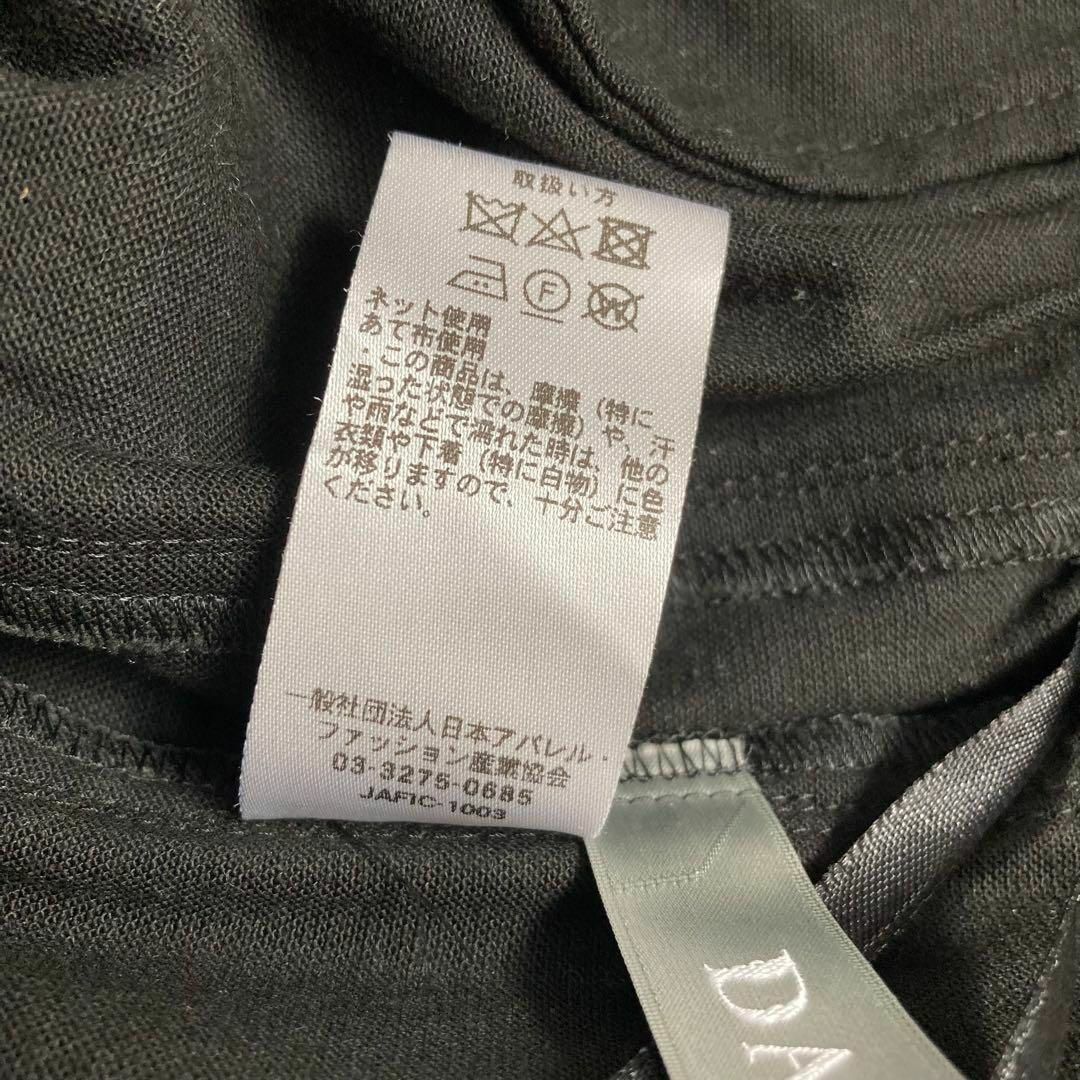 取扱い方
F
W
ネット使用
あて布使用
・この商品は、摩擦（特に
湿った状態での摩擦）や、汗
や雨などで濡れた時は、他の
衣類や下着（特に白物）に色
が移りますので、十分ご注意
ください。
一般社団法人日本アパレル・
ファッション産業協会
03-3275-0685
JAFIC-1003
DA